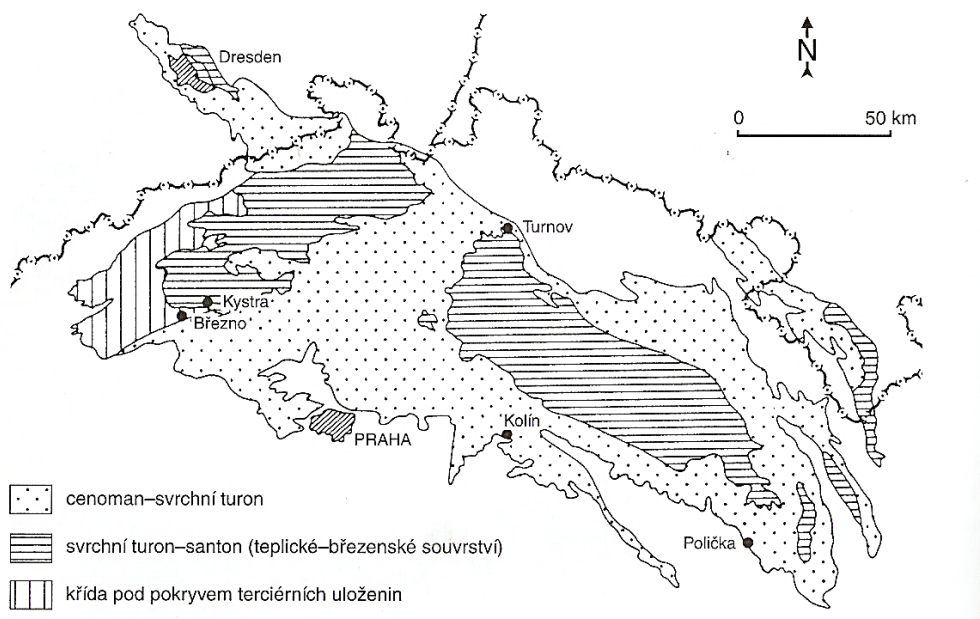 Dresden
N
0 50 km
Turnov
Kystra
Březno
Kolín
PRAHA
cenoman–svrchní turon
svrchní turon–santon (teplické–březenské souvrství)
Polička
křída pod pokryvem terciérních uloženin